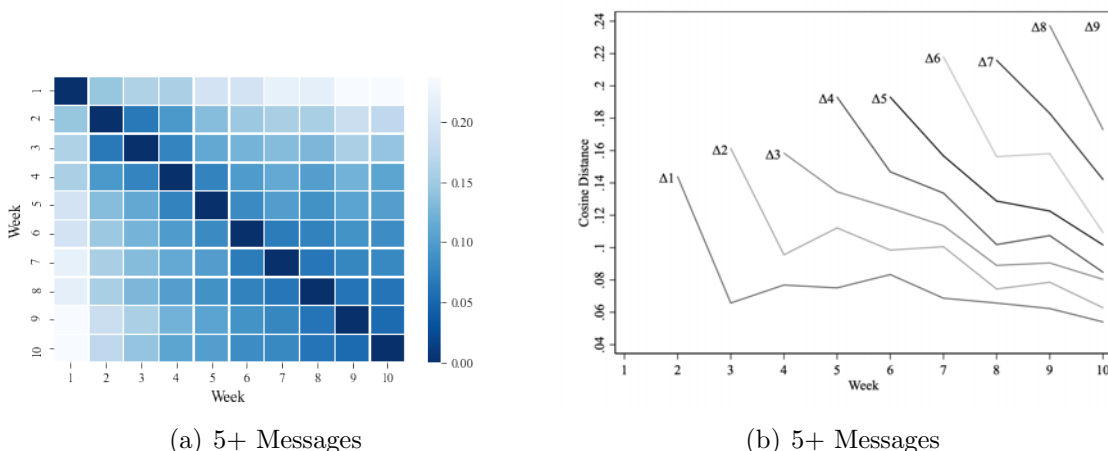 Week
1
2
3
4
5
6
7
8
9
10
1 2 3 4 5 6 7 8 9 10
Week
0.20
0.15
0.10
0.05
0.00
(a) 5+ Messages
Cosine Distance
.24
.22
.2
.18
.16
.14
.12
.1
.08
.06
.04
Δ1
Δ2
Δ3
Δ4
Δ5
Δ6
Δ7
Δ8
Δ9
1 2 3 4 5 6 7 8 9 10
Week
(b) 5+ Messages